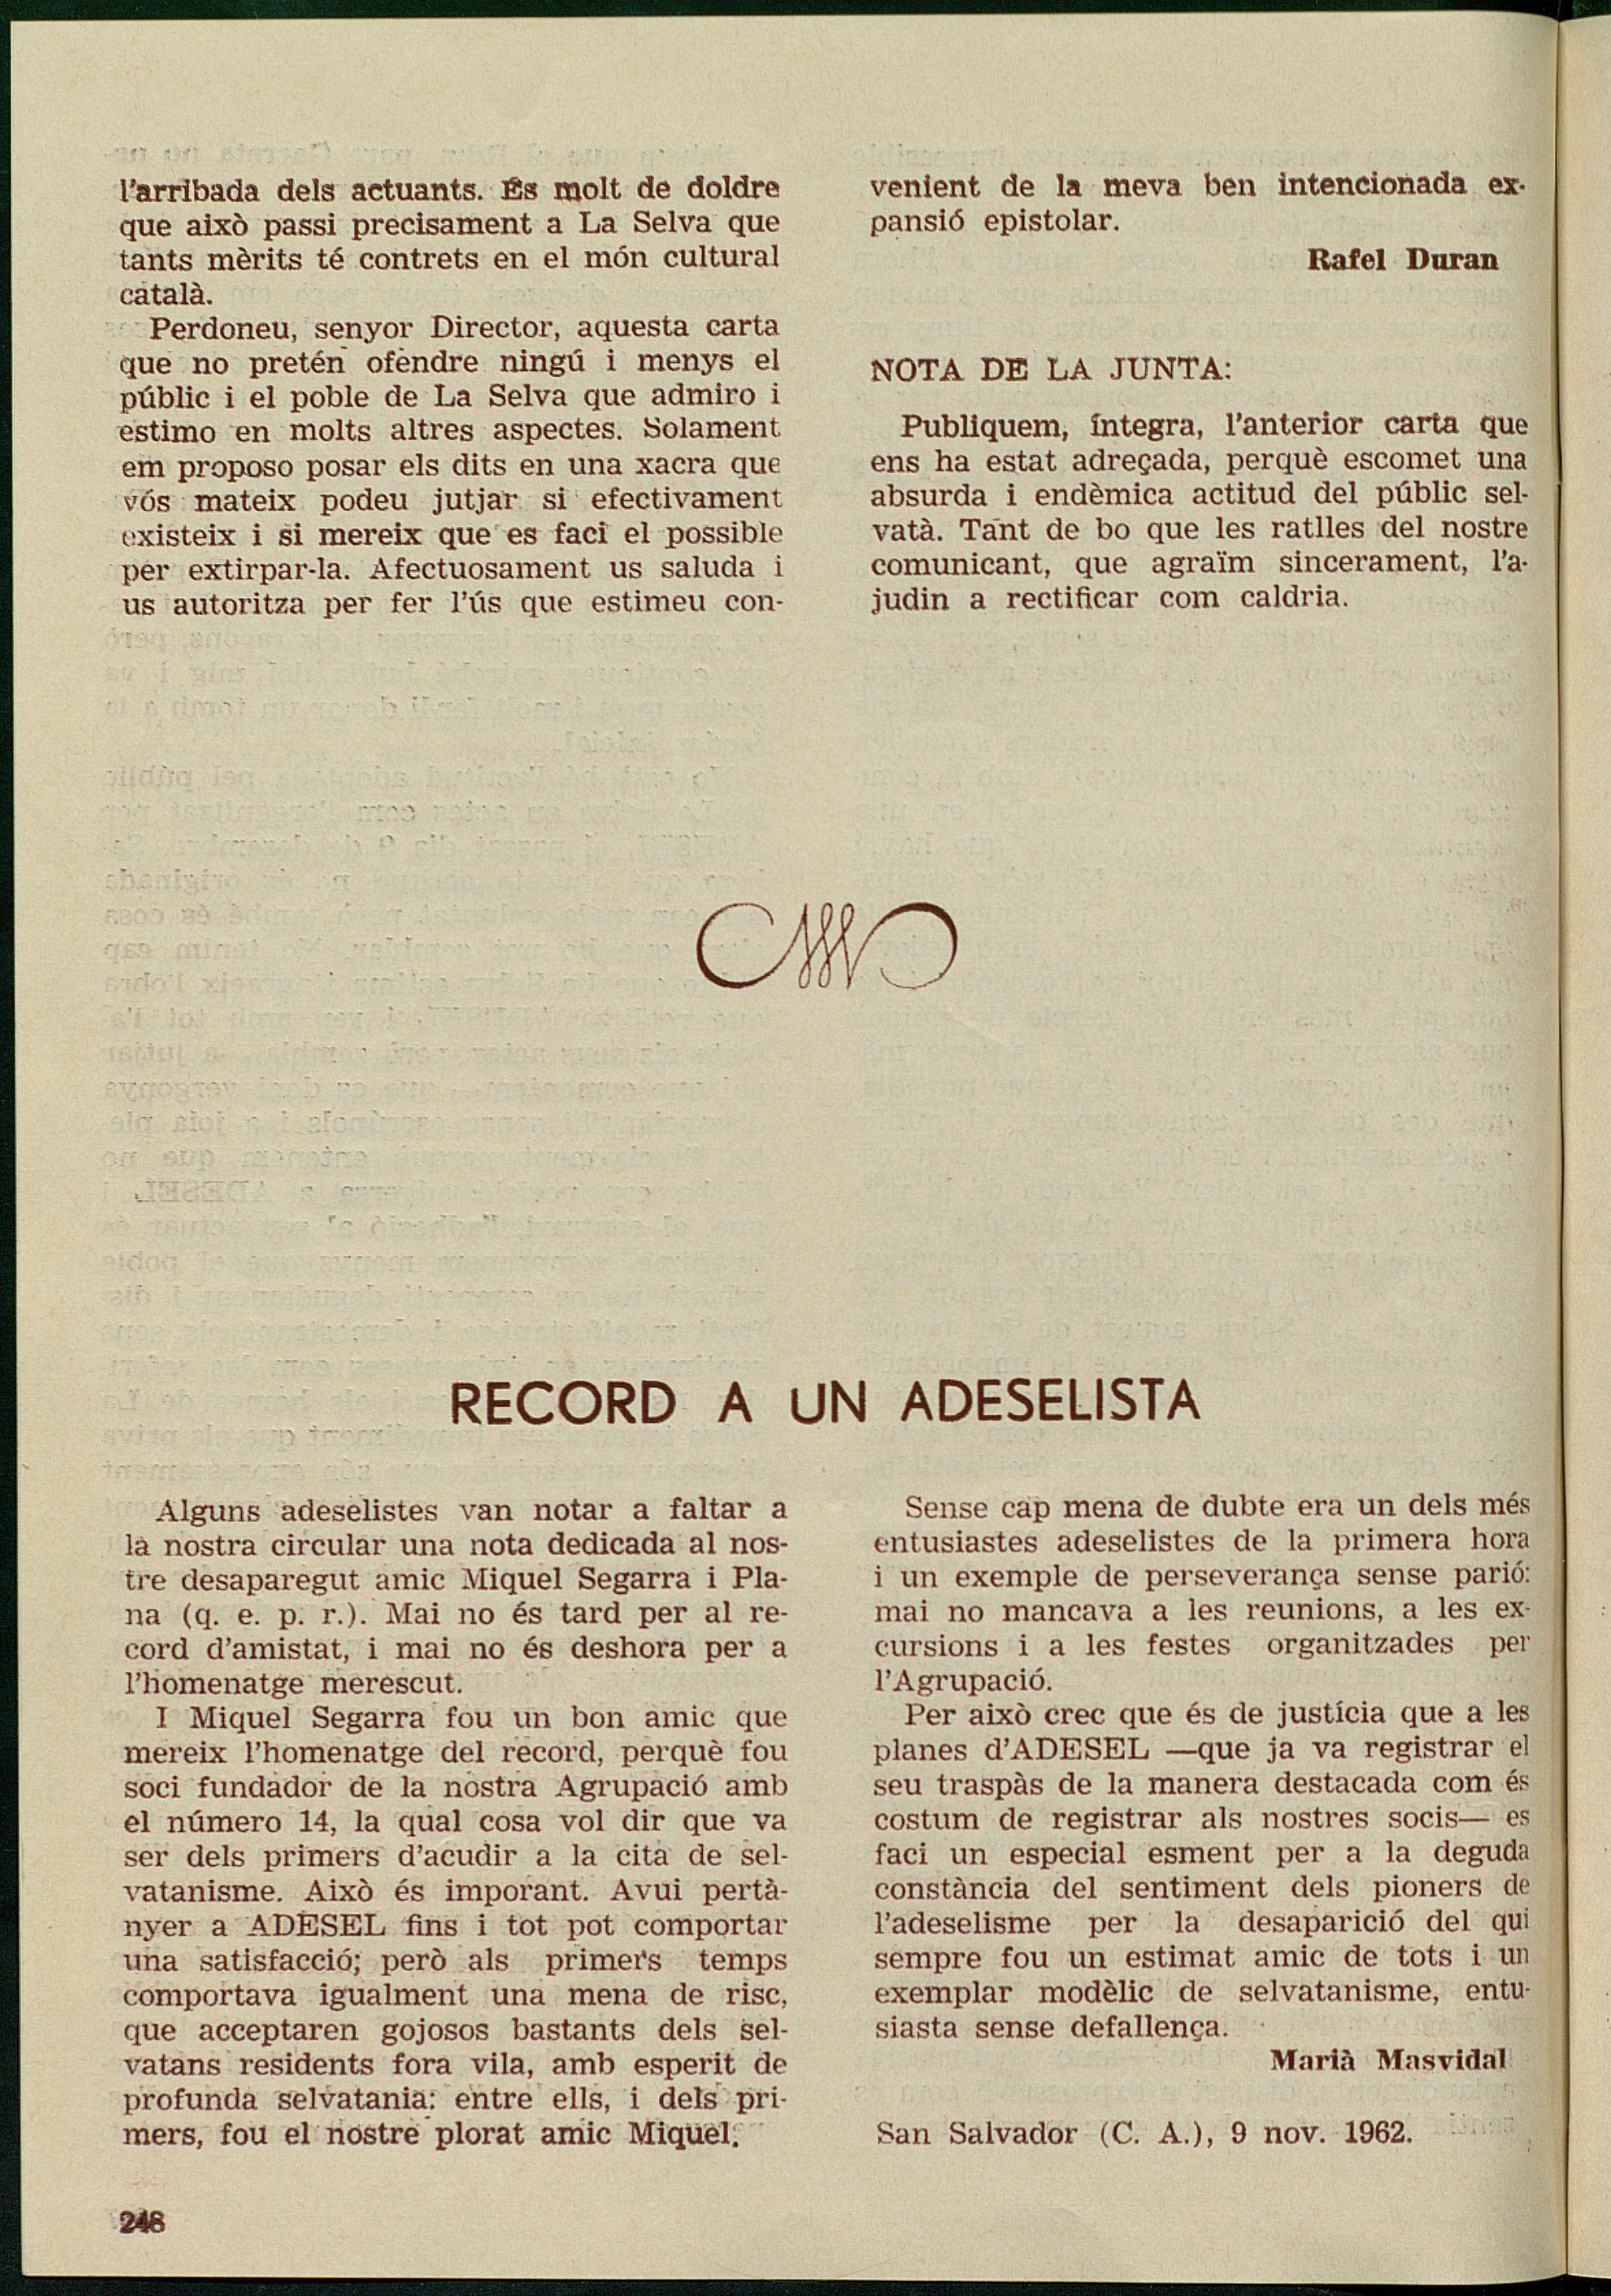 l'arribada dels actuants. És molt de doldre
que això passi precisament a La Selva que
tants mèrits té contrets en el món cultural
català.
Perdoneu, senyor Director, aquesta carta
que no pretén ofendre ningú i menys el
públic i el poble de La Selva que admiro i
estimo en molts altres aspectes. Solament
em proposo posar els dits en una xacra que
vós mateix podeu jutjar si efectivament
existeix i si mereix que es faci el possible
per extirpar-la. Afectuosament us saluda i
us autoritza per fer l'ús que estimeu con-
venient de la meva ben intencionada ex-
pansió epistolar.
Rafel Duran
NOTA DE LA JUNTA:
Publiquem, íntegra, l'anterior carta que
ens ha estat adreçada, perquè escomet una
absurda i endèmica actitud del públic sel-
vatà. Tant de bo que les ratlles del nostre
comunicant, que agraïm sincerament, l'a-
judin a rectificar com caldria.
RECORD A UN ADESELISTA
Alguns adeselistes van notar a faltar a
la nostra circular una nota dedicada al nos-
tre desaparegut amic Miquel Segarra i Pla-
na (q. e. p. r.). Mai no és tard per al re-
cord d'amistat, i mai no és deshora per a
l'homenatge merescut.
I Miquel Segarra fou un bon amic que
mereix l'homenatge del record, perquè fou
soci fundador de la nostra Agrupació amb
el número 14, la qual cosa vol dir que va
ser dels primers d'acudir a la cita de sel-
vatanisme. Això és imporant. Avui pertà-
nyer a ADESEL fins i tot pot comportar
una satisfacció; però als primers temps
comportava igualment una mena de risc,
que acceptaren gojosos bastants dels sel-
vatans residents fora vila, amb esperit de
profunda selvatania: entre ells, i dels pri-
mers, fou el nostre plorat amic Miquel.
Sense cap mena de dubte era un dels més
entusiastes adeselistes de la primera hora
i un exemple de perseverança sense parió:
mai no mancava a les reunions, a les ex-
cursions i a les festes organitzades per
l'Agrupació.
Per això crec que és de justícia que a les
planes d'ADESEL —que ja va registrar el
seu traspàs de la manera destacada com és
costum de registrar als nostres socis— es
faci un especial esment per a la deguda
constància del sentiment dels pioners de
l'adeselisme per la desaparició del qui
sempre fou un estimat amic de tots i un
exemplar modèlic de selvatanisme, entu-
siasta sense defallença.
Marià Masvidal
San Salvador (C. A.), 9 nov. 1962.
248